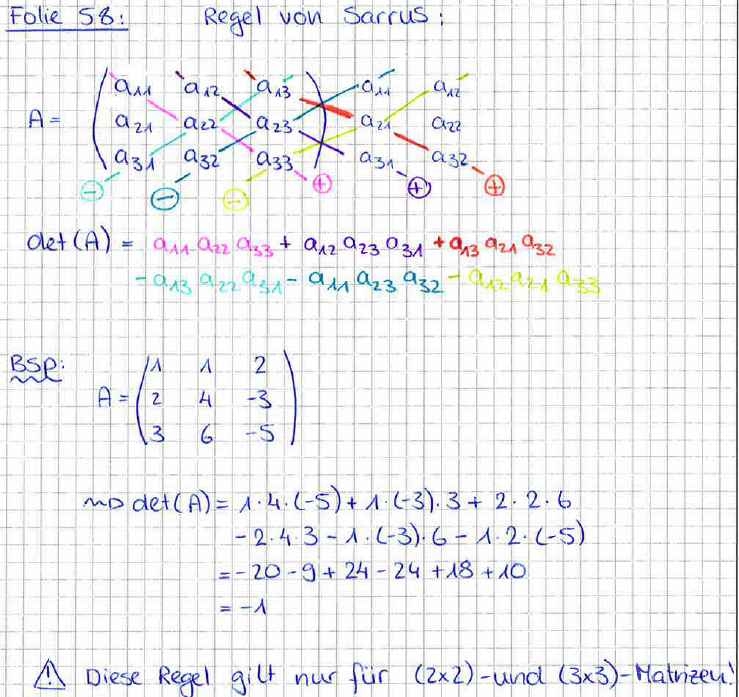 Folie 58: Regel von Sarrus:
a₁₁ a₁₂ a₁₃ a₁₁ a₁₂
A = a₂₁ a₂₂ a₂₃ a₂₁ a₂₂
a₃₁ a₃₂ a₃₃ a₃₁ a₃₂
⊖ ⊖ ⊖ ⊕ ⊕ ⊕
det(A) = a₁₁ a₂₂ a₃₃ + a₁₂ a₂₃ a₃₁ + a₁₃ a₂₁ a₃₂
- a₁₃ a₂₂ a₃₁ - a₁₁ a₂₃ a₃₂ - a₁₂ a₂₁ a₃₃
BSP:
1 1 2
A = 2 4 -3
3 6 -5
⇝ det(A) = 1·4·(-5) + 1·(-3)·3 + 2·2·6
- 2·4·3 - 1·(-3)·6 - 1·2·(-5)
= -20 - 9 + 24 - 24 + 18 + 10
= -1
⚠ Diese Regel gilt nur für (2x2)-und (3x3)-Matrizen!